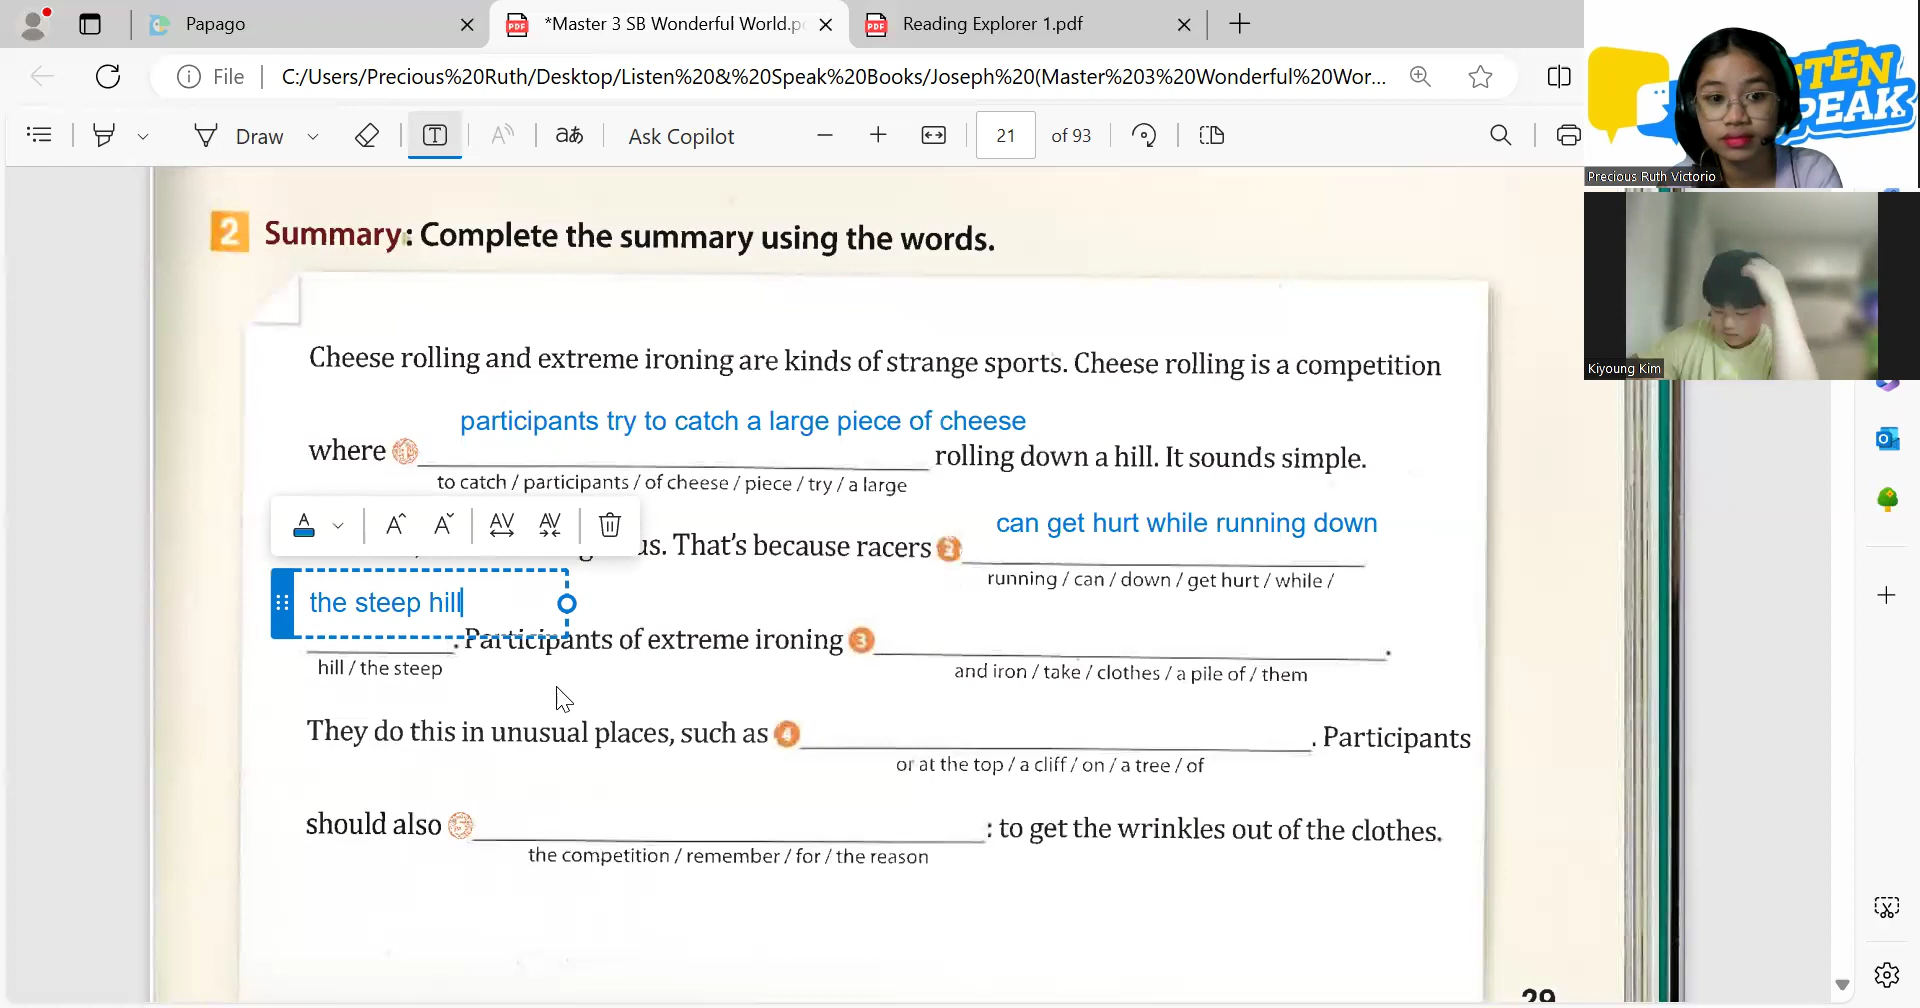 Papago
*Master 3 SB Wonderful World.p
Reading Explorer 1.pdf
File
C:/Users/Precious%20Ruth/Desktop/Listen%20&%20Speak%20Books/Joseph%20(Master%203%20Wonderful%20Wor...
Draw
Ask Copilot
21 of 93
PEAK
Precious Ruth Victorio
Kiyoung Kim
2 Summary: Complete the summary using the words.
Cheese rolling and extreme ironing are kinds of strange sports. Cheese rolling is a competition
participants try to catch a large piece of cheese
where 1 rolling down a hill. It sounds simple.
to catch / participants / of cheese / piece / try / a large
can get hurt while running down
us. That's because racers 2
running / can / down / get hurt / while /
the steep hill
. Participants of extreme ironing 3 .
hill / the steep
and iron / take / clothes / a pile of / them
They do this in unusual places, such as 4 . Participants
or at the top / a cliff / on / a tree / of
should also 5 : to get the wrinkles out of the clothes.
the competition / remember / for / the reason